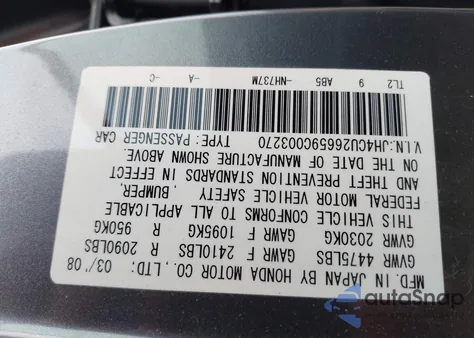 MFD. IN JAPAN BY HONDA MOTOR CO., LTD: 03/'08
GAWR F 2410LBS R 2090LBS
GVWR 4475LBS
GVWR 2030KG GAWR F 1095KG R 950KG
THIS VEHICLE CONFORMS TO ALL APPLICABLE
FEDERAL MOTOR VEHICLE SAFETY , BUMPER,
AND THEFT PREVENTION STANDARDS IN EFFECT
ON THE DATE OF MANUFACTURE SHOWN ABOVE.
V.I.N.:JH4CU26659C003270 TYPE:PASSENGER CAR
TL2 9 AB5 -NH737M -A -C
autoSnap